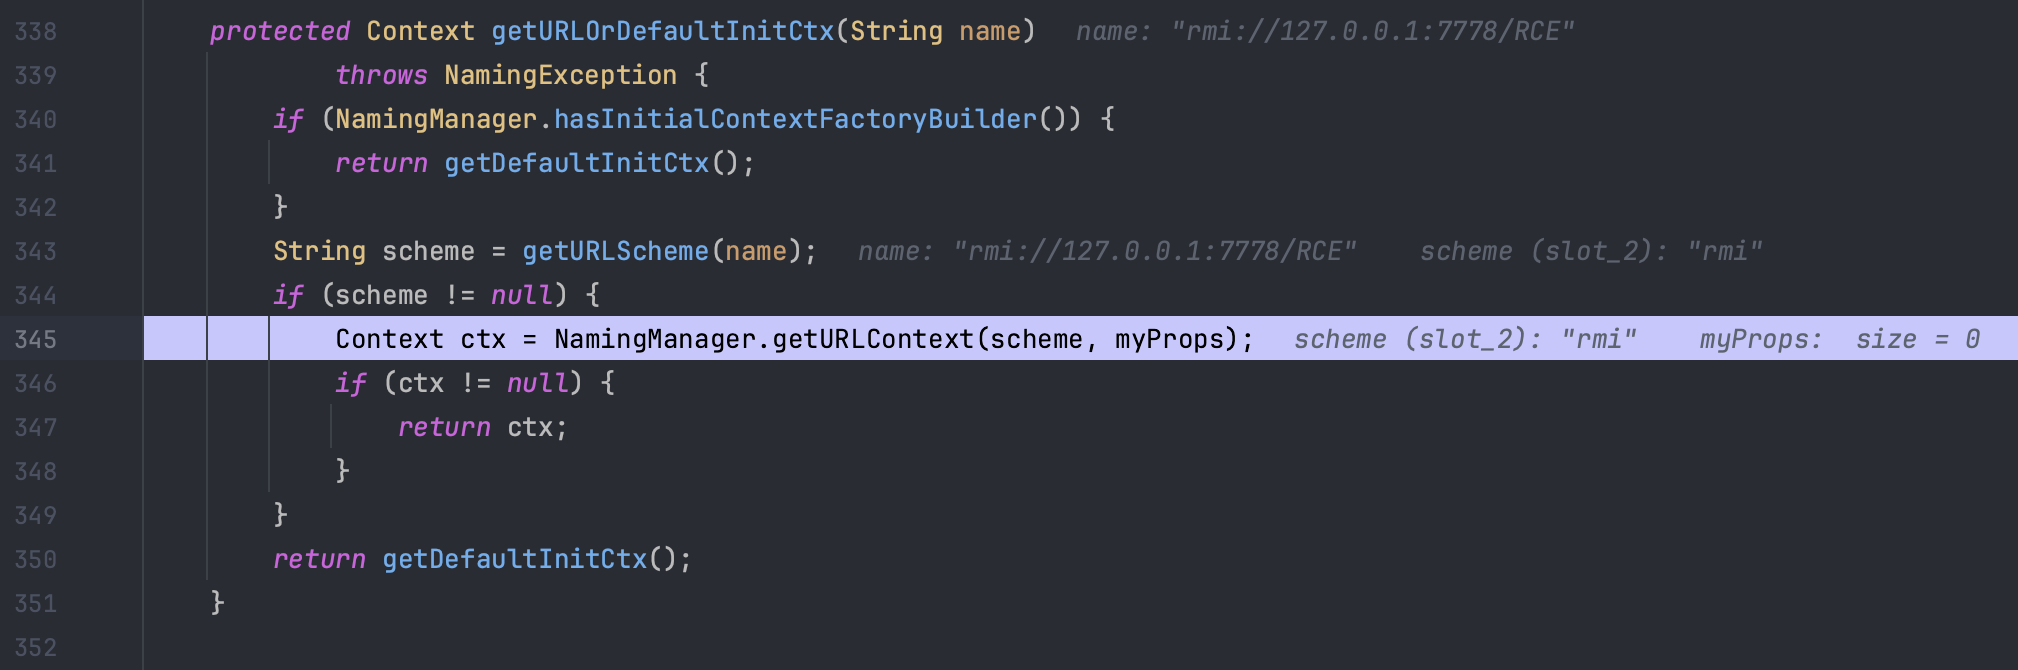 338 protected Context getURLOrDefaultInitCtx(String name) name: "rmi://127.0.0.1:7778/RCE"
339 throws NamingException {
340 if (NamingManager.hasInitialContextFactoryBuilder()) {
341 return getDefaultInitCtx();
342 }
343 String scheme = getURLScheme(name); name: "rmi://127.0.0.1:7778/RCE" scheme (slot_2): "rmi"
344 if (scheme != null) {
345 Context ctx = NamingManager.getURLContext(scheme, myProps); scheme (slot_2): "rmi" myProps: size = 0
346 if (ctx != null) {
347 return ctx;
348 }
349 }
350 return getDefaultInitCtx();
351 }
352